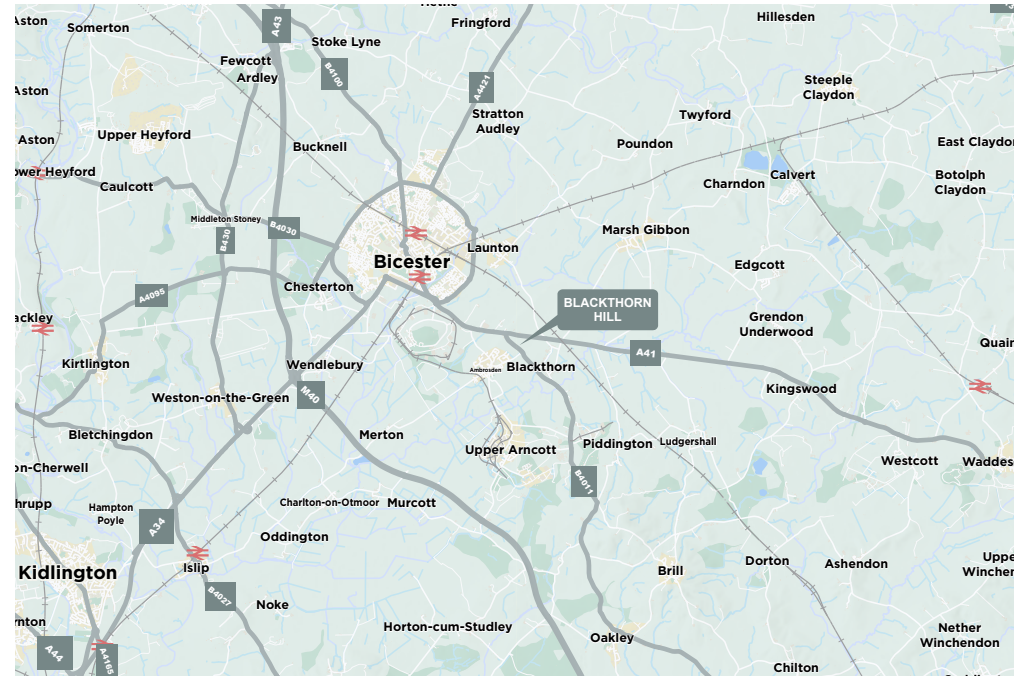 Aston
Somerton
A43
Stoke Lyne
Fringford
Hillesden
Fewcott
Ardley
B4100
A4421
Steeple
Claydon
Aston
Stratton
Audley
Twyford
Aston
Upper Heyford
Bucknell
Poundon
East Claydon
ower Heyford
Caulcott
Charndon
Calvert
Botolph
Claydon
Middleton Stoney
B430
B4030
Launton
Marsh Gibbon
Bicester
Edgcott
Chesterton
A4095
BLACKTHORN
HILL
ackley
Grendon
Underwood
Quain
A41
Kirtlington
Wendlebury
Ambrosden
Blackthorn
Kingswood
Weston-on-the-Green
M40
Bletchingdon
Merton
Upper Arncott
Piddington
Ludgershall
on-Cherwell
Westcott
Waddes
B4011
hrupp
Hampton
Poyle
Charlton-on-Otmoor
Murcott
A34
Oddington
Kidlington
Islip
Brill
Dorton
Ashendon
Uppe
Winchen
B4027
Noke
rnton
Horton-cum-Studley
Oakley
Nether
Winchendon
A44
A4165
Chilton